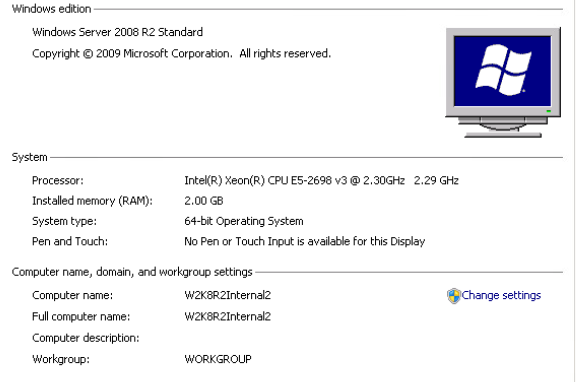 Windows edition
Windows Server 2008 R2 Standard
Copyright © 2009 Microsoft Corporation. All rights reserved.
System
Processor: Intel(R) Xeon(R) CPU E5-2698 v3 @ 2.30GHz 2.29 GHz
Installed memory (RAM): 2.00 GB
System type: 64-bit Operating System
Pen and Touch: No Pen or Touch Input is available for this Display
Computer name, domain, and workgroup settings
Computer name: W2K8R2Internal2 Change settings
Full computer name: W2K8R2Internal2
Computer description:
Workgroup: WORKGROUP